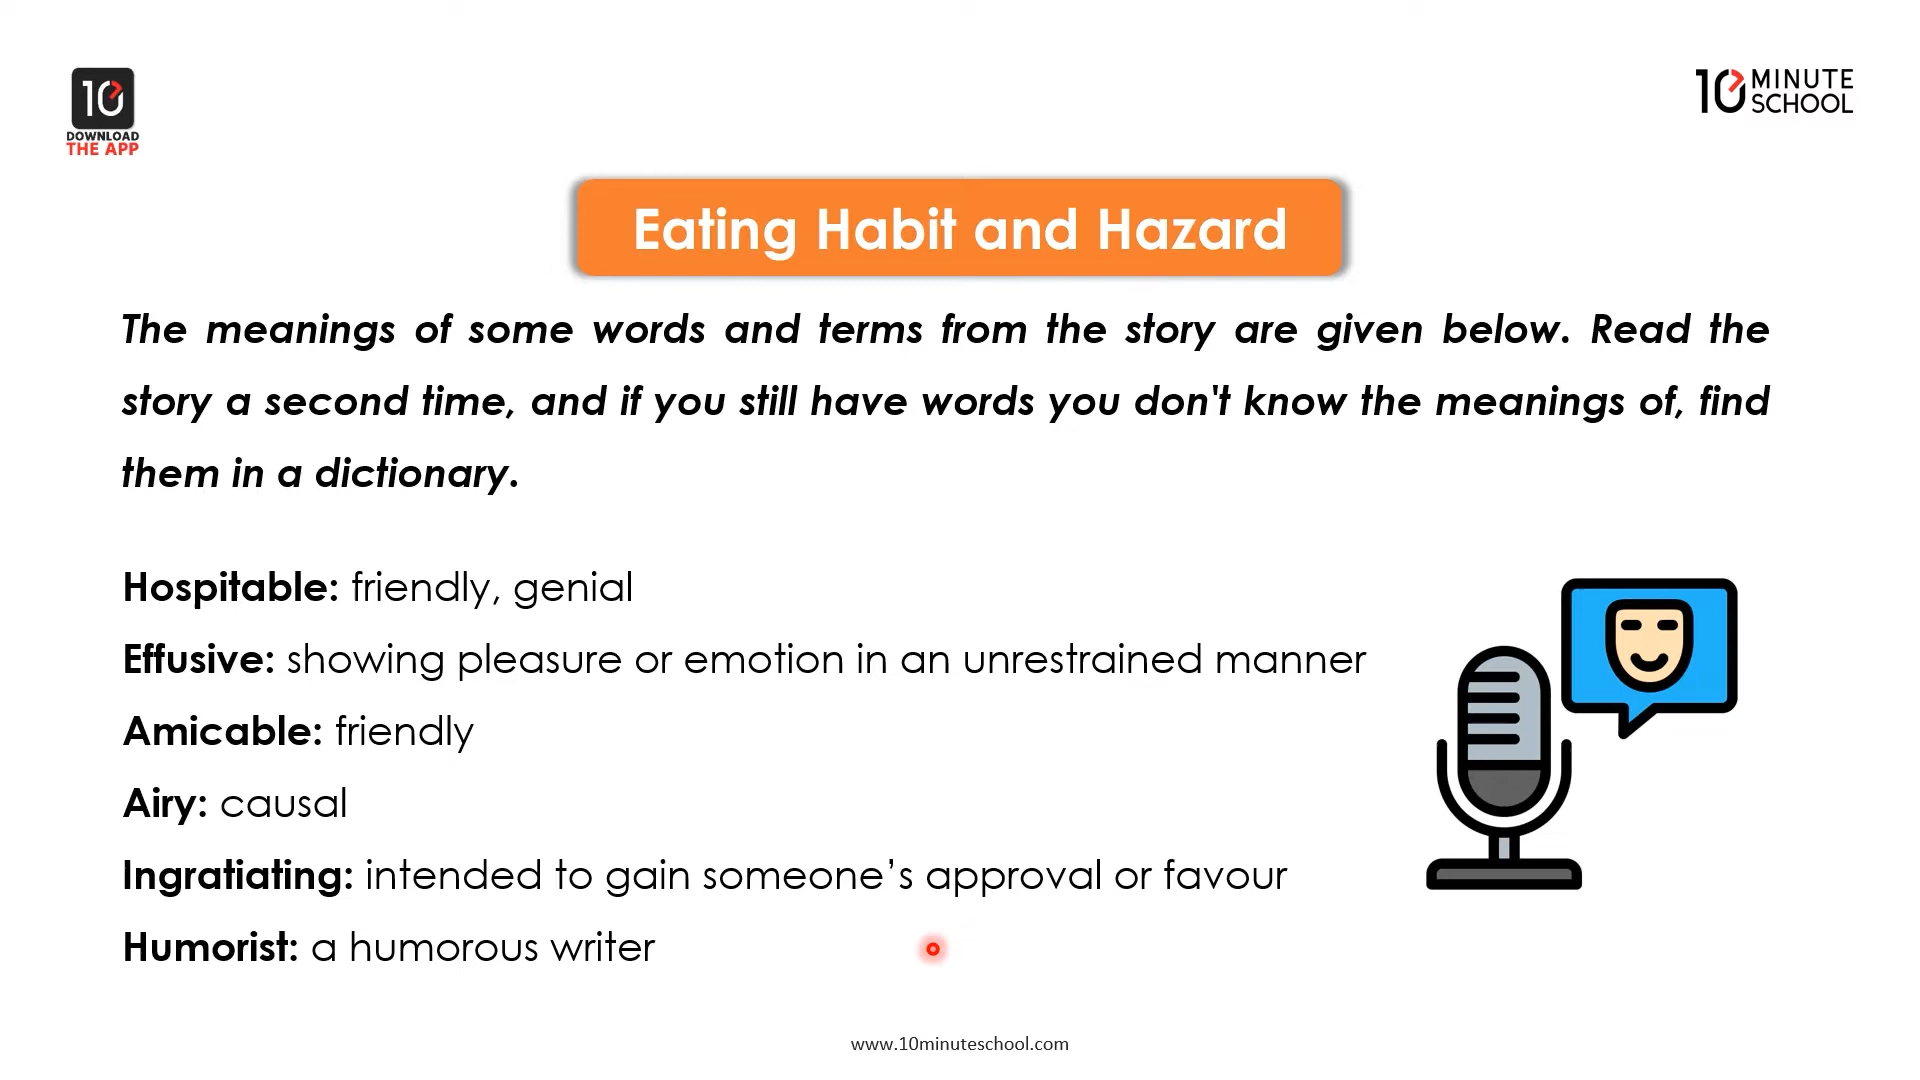 10
DOWNLOAD
THE APP
10 MINUTE
SCHOOL
Eating Habit and Hazard
The meanings of some words and terms from the story are given below. Read the
story a second time, and if you still have words you don't know the meanings of, find
them in a dictionary.
Hospitable: friendly, genial
Effusive: showing pleasure or emotion in an unrestrained manner
Amicable: friendly
Airy: causal
Ingratiating: intended to gain someone’s approval or favour
Humorist: a humorous writer
www.10minuteschool.com